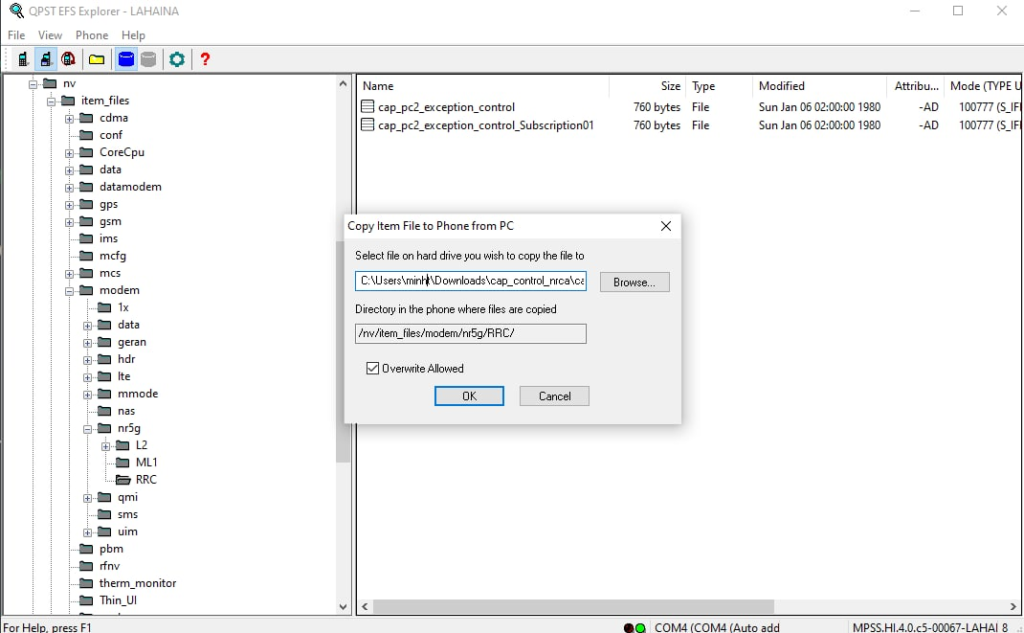 QPST EFS Explorer - LAHAINA
File View Phone Help
nv
item_files
cdma
conf
CoreCpu
data
datamodem
gps
gsm
ims
mcfg
mcs
modem
1x
data
geran
hdr
lte
mmode
nas
nr5g
L2
ML1
RRC
qmi
sms
uim
pbm
rfnv
therm_monitor
Thin_UI
Name Size Type Modified Attribu... Mode (TYPE U
cap_pc2_exception_control 760 bytes File Sun Jan 06 02:00:00 1980 -AD 100777 (S_IF
cap_pc2_exception_control_Subscription01 760 bytes File Sun Jan 06 02:00:00 1980 -AD 100777 (S_IF
Copy Item File to Phone from PC
Select file on hard drive you wish to copy the file to
C:\Users\minh\Downloads\cap_control_nrca\ca
Browse...
Directory in the phone where files are copied
/nv/item_files/modem/nr5g/RRC/
Overwrite Allowed
OK Cancel
For Help, press F1 COM4 (COM4 (Auto add MPSS.HI.4.0.c5-00067-LAHAI 8